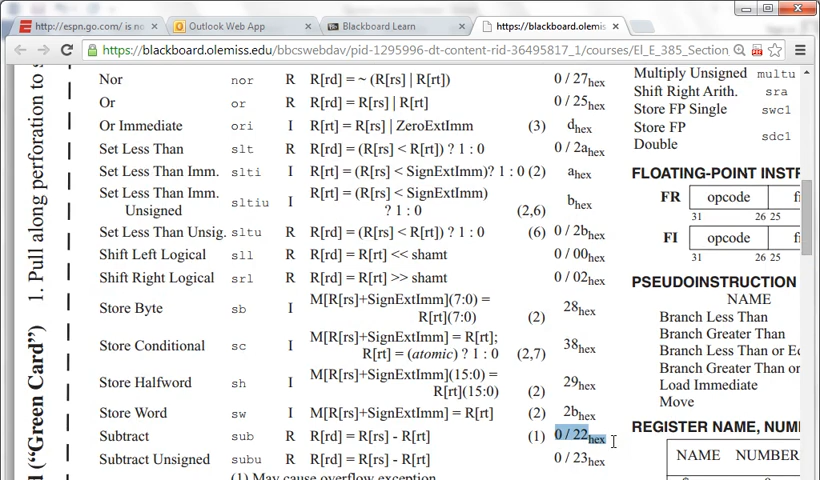 http://espn.go.com/ is no
Outlook Web App
Blackboard Learn
https://blackboard.olemiss
https://blackboard.olemiss.edu/bbcswebdav/pid-1295996-dt-content-rid-36495817_1/courses/El_E_385_Section
Nor nor R R[rd] = ~ (R[rs] | R[rt]) 0 / 27hex
Or or R R[rd] = R[rs] | R[rt] 0 / 25hex
Or Immediate ori I R[rt] = R[rs] | ZeroExtImm (3) dhex
Set Less Than slt R R[rd] = (R[rs] < R[rt]) ? 1 : 0 0 / 2ahex
Set Less Than Imm. slti I R[rt] = (R[rs] < SignExtImm)? 1 : 0 (2) ahex
Set Less Than Imm. Unsigned sltiu I R[rt] = (R[rs] < SignExtImm) ? 1 : 0 (2,6) bhex
Set Less Than Unsig. sltu R R[rd] = (R[rs] < R[rt]) ? 1 : 0 (6) 0 / 2bhex
Shift Left Logical sll R R[rd] = R[rt] << shamt 0 / 00hex
Shift Right Logical srl R R[rd] = R[rt] >> shamt 0 / 02hex
Store Byte sb I M[R[rs]+SignExtImm](7:0) = R[rt](7:0) (2) 28hex
Store Conditional sc I M[R[rs]+SignExtImm] = R[rt]; R[rt] = (atomic) ? 1 : 0 (2,7) 38hex
Store Halfword sh I M[R[rs]+SignExtImm](15:0) = R[rt](15:0) (2) 29hex
Store Word sw I M[R[rs]+SignExtImm] = R[rt] (2) 2bhex
Subtract sub R R[rd] = R[rs] - R[rt] (1) 0 / 22hex
Subtract Unsigned subu R R[rd] = R[rs] - R[rt] 0 / 23hex
(1) May cause overflow exception
d ("Green Card") 1. Pull along perforation to s
Multiply Unsigned multu
Shift Right Arith. sra
Store FP Single swc1
Store FP Double sdc1
FLOATING-POINT INSTR
FR opcode
31 26 25
FI opcode
31 26 25
PSEUDOINSTRUCTION
NAME
Branch Less Than
Branch Greater Than
Branch Less Than or Eq
Branch Greater Than o
Load Immediate
Move
REGISTER NAME, NUM
NAME NUMBER